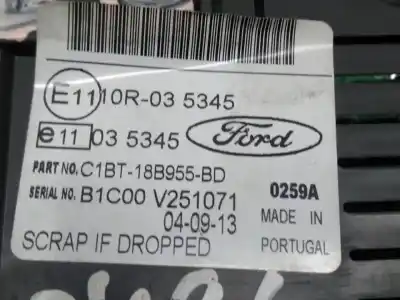 E11 10R-03 5345
e11 03 5345 Ford
PART NO. C1BT-18B955-BD
SERIAL NO. B1C00 V251071 0259A
04-09-13 MADE IN
SCRAP IF DROPPED PORTUGAL